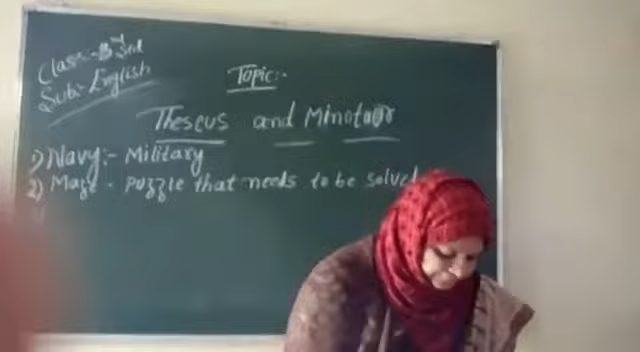 Class:- 3rd
Sub:- English
Topic:-
Theseus and Minotaur
1) Navy:- Military
2) Maze - Puzzle that needs to be solved